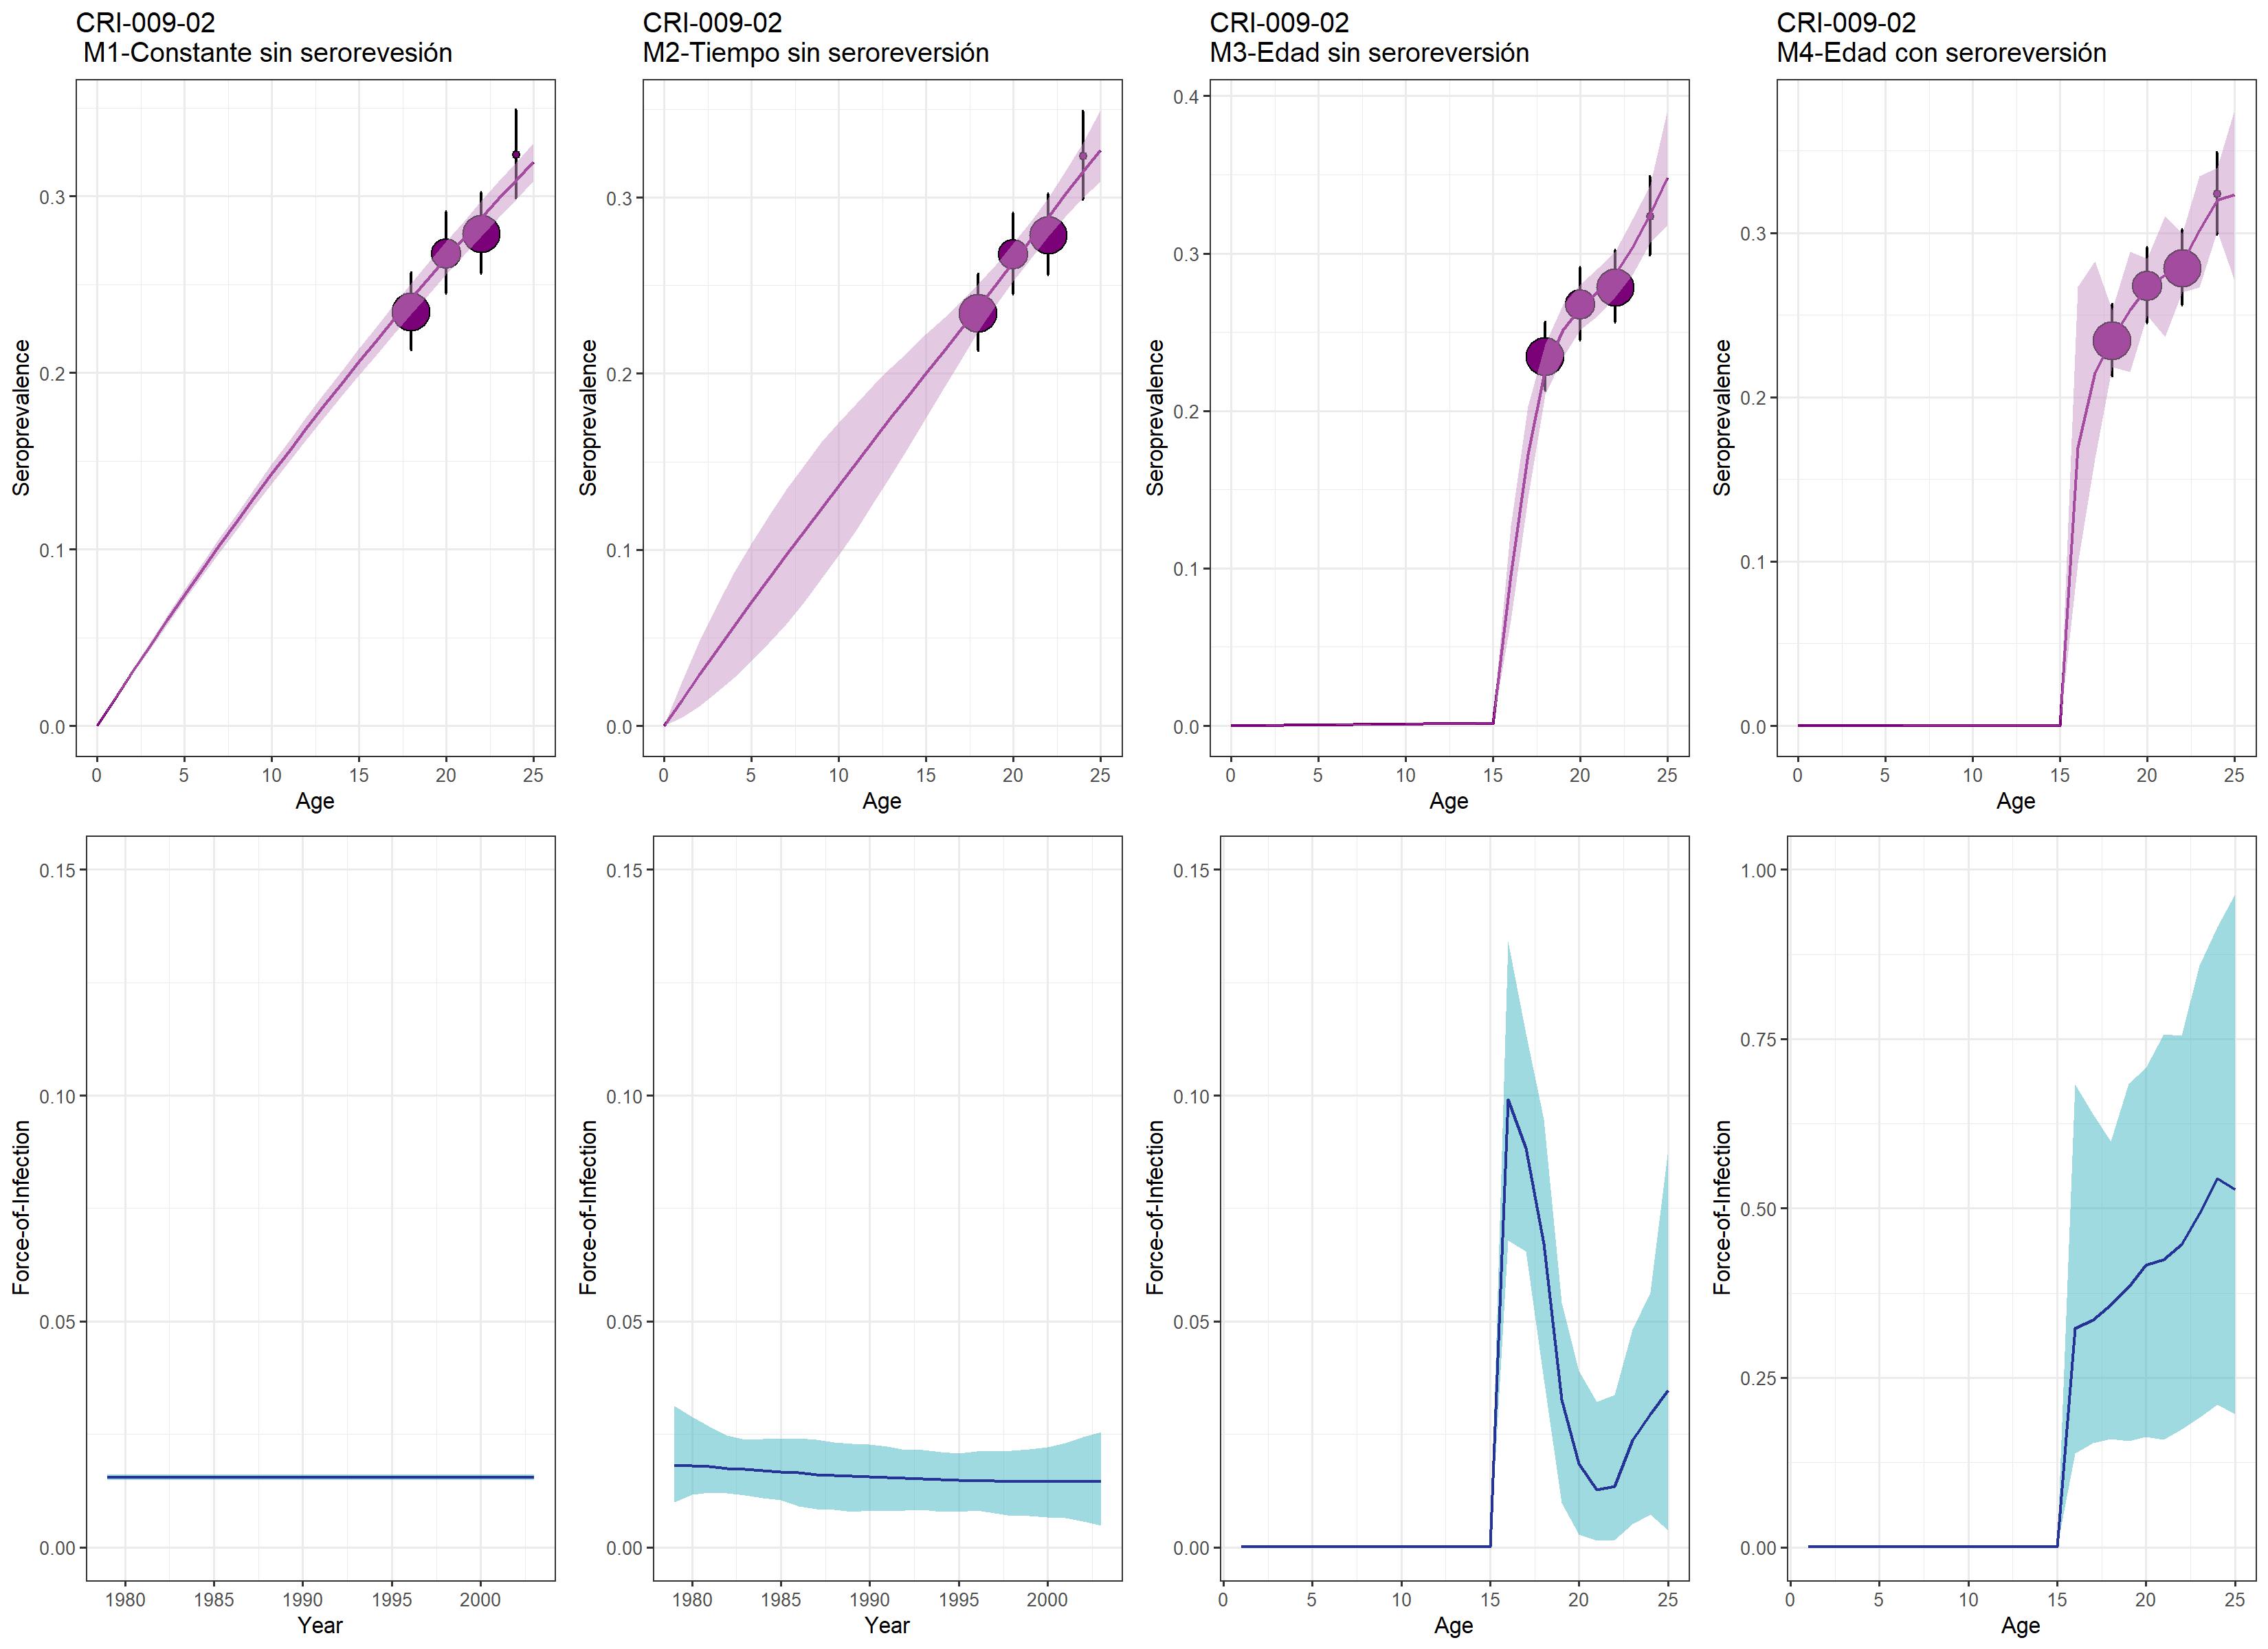 CRI-009-02
M1-Constante sin serorevesión
0.3
0.2
0.1
0.0
Seroprevalence
0 5 10 15 20 25
Age
CRI-009-02
M2-Tiempo sin seroreversión
0.3
0.2
0.1
0.0
Seroprevalence
0 5 10 15 20 25
Age
CRI-009-02
M3-Edad sin seroreversión
0.4
0.3
0.2
0.1
0.0
Seroprevalence
0 5 10 15 20 25
Age
CRI-009-02
M4-Edad con seroreversión
0.3
0.2
0.1
0.0
Seroprevalence
0 5 10 15 20 25
Age
0.15
0.10
0.05
0.00
Force-of-Infection
1980 1985 1990 1995 2000
Year
0.15
0.10
0.05
0.00
Force-of-Infection
1980 1985 1990 1995 2000
Year
0.15
0.10
0.05
0.00
Force-of-Infection
0 5 10 15 20 25
Age
1.00
0.75
0.50
0.25
0.00
Force-of-Infection
0 5 10 15 20 25
Age